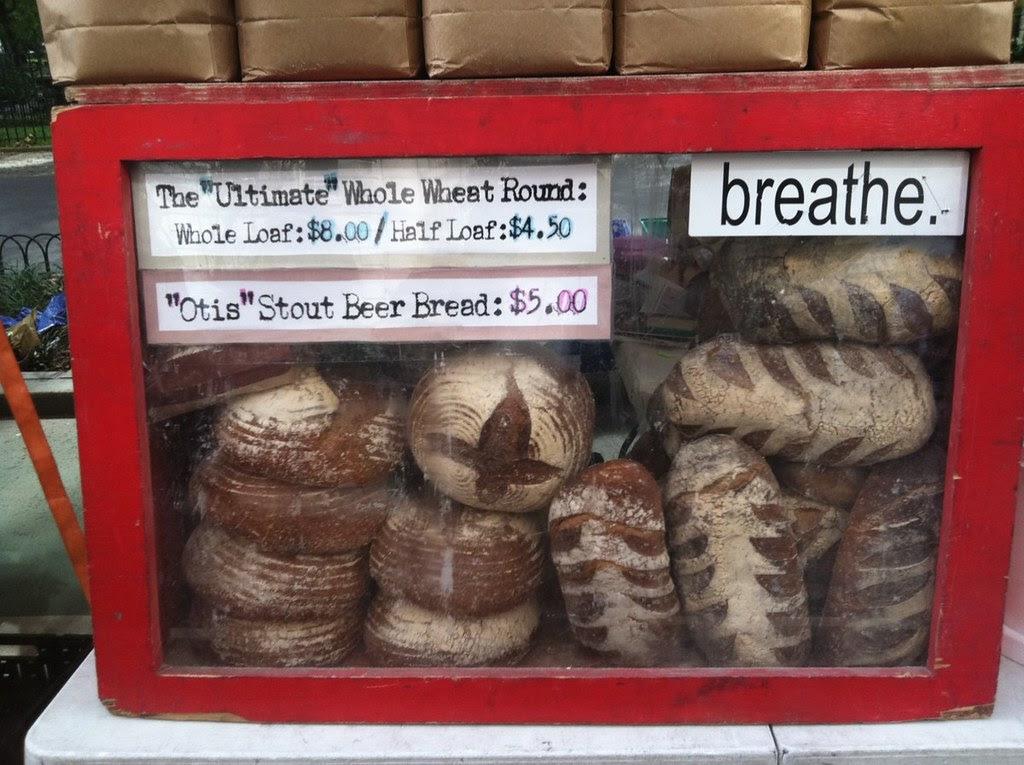 The "Ultimate" Whole Wheat Round:
Whole Loaf: $8.00 / Half Loaf: $4.50
"Otis" Stout Beer Bread: $5.00
breathe.